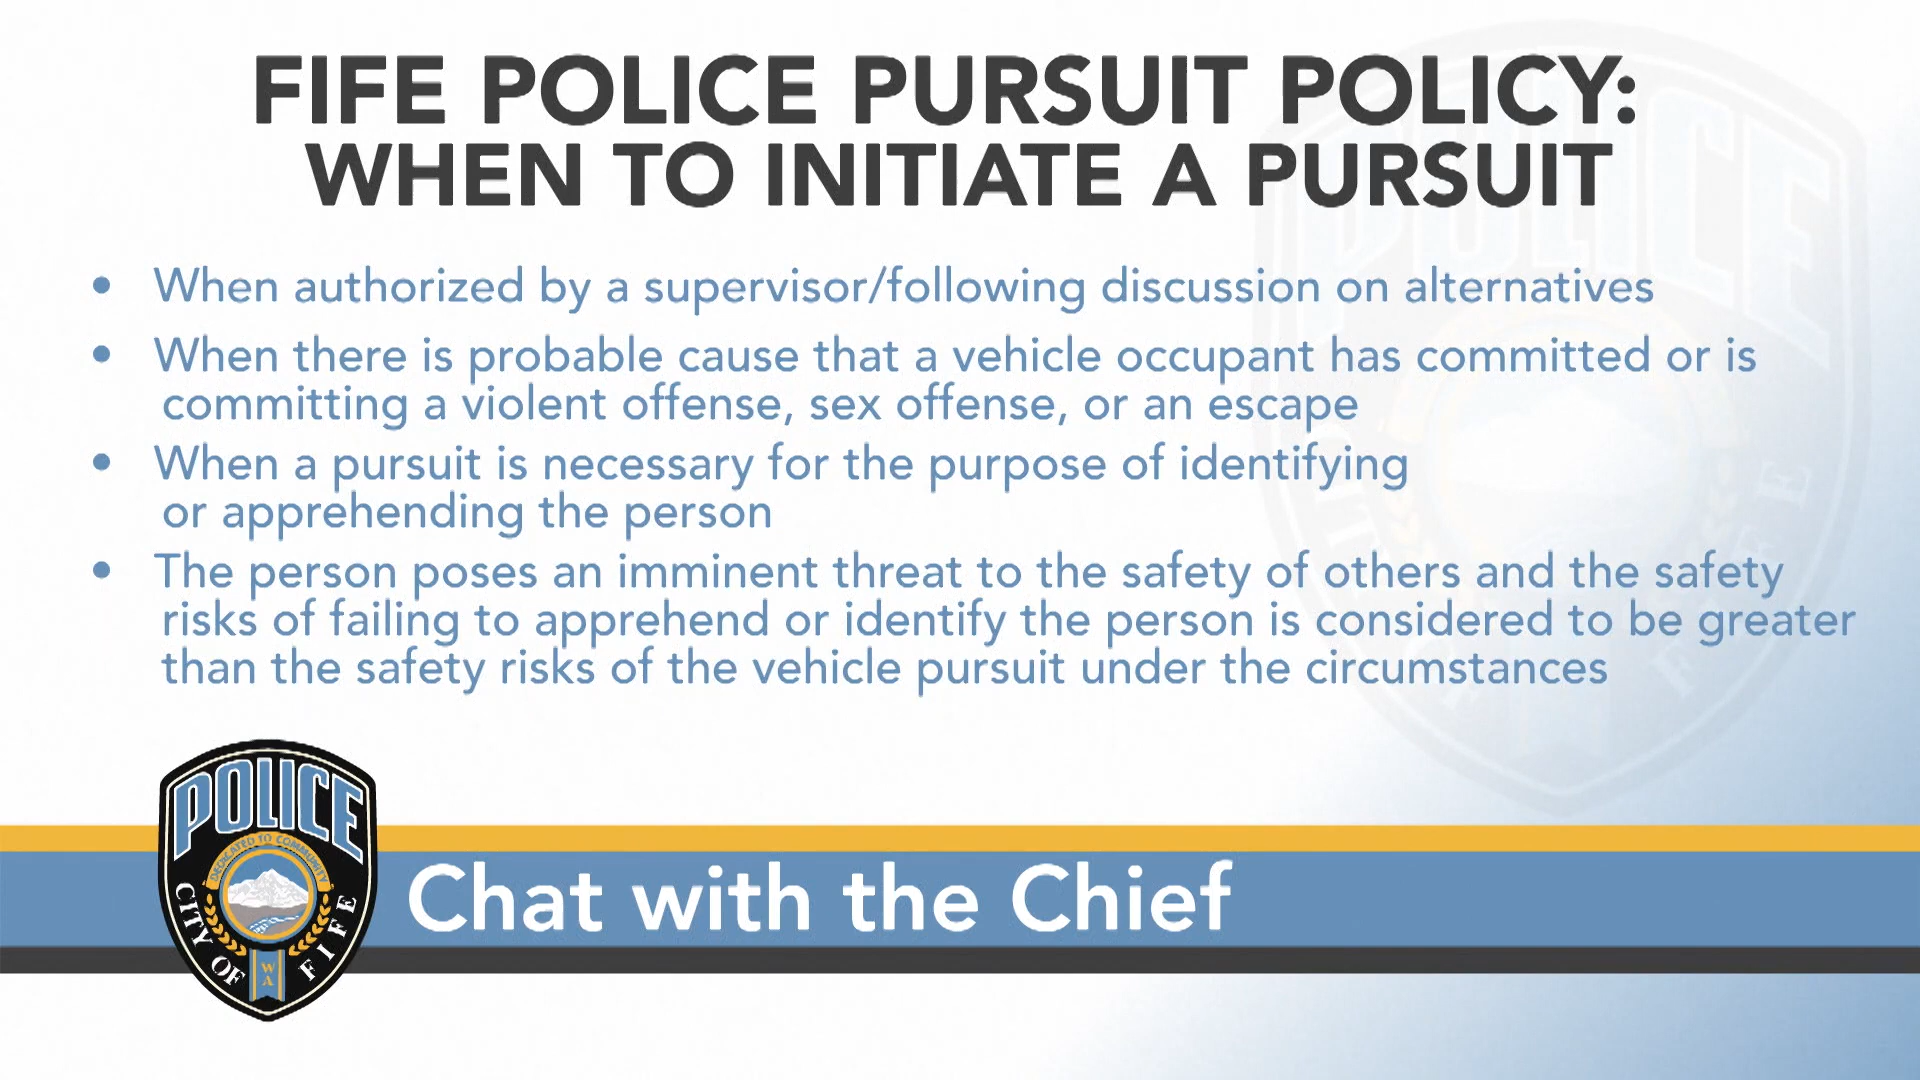 FIFE POLICE PURSUIT POLICY:
WHEN TO INITIATE A PURSUIT
• When authorized by a supervisor/following discussion on alternatives
• When there is probable cause that a vehicle occupant has committed or is
committing a violent offense, sex offense, or an escape
• When a pursuit is necessary for the purpose of identifying
or apprehending the person
• The person poses an imminent threat to the safety of others and the safety
risks of failing to apprehend or identify the person is considered to be greater
than the safety risks of the vehicle pursuit under the circumstances
POLICE
DEDICATED TO COMMUNITY
CITY OF FIFE
WA
Chat with the Chief
POLICE